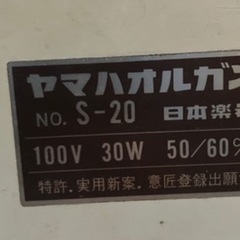 ヤマハオルガン
NO. S-20 日本楽器
100V 30W 50/60
特許.実用新案.意匠登録出願